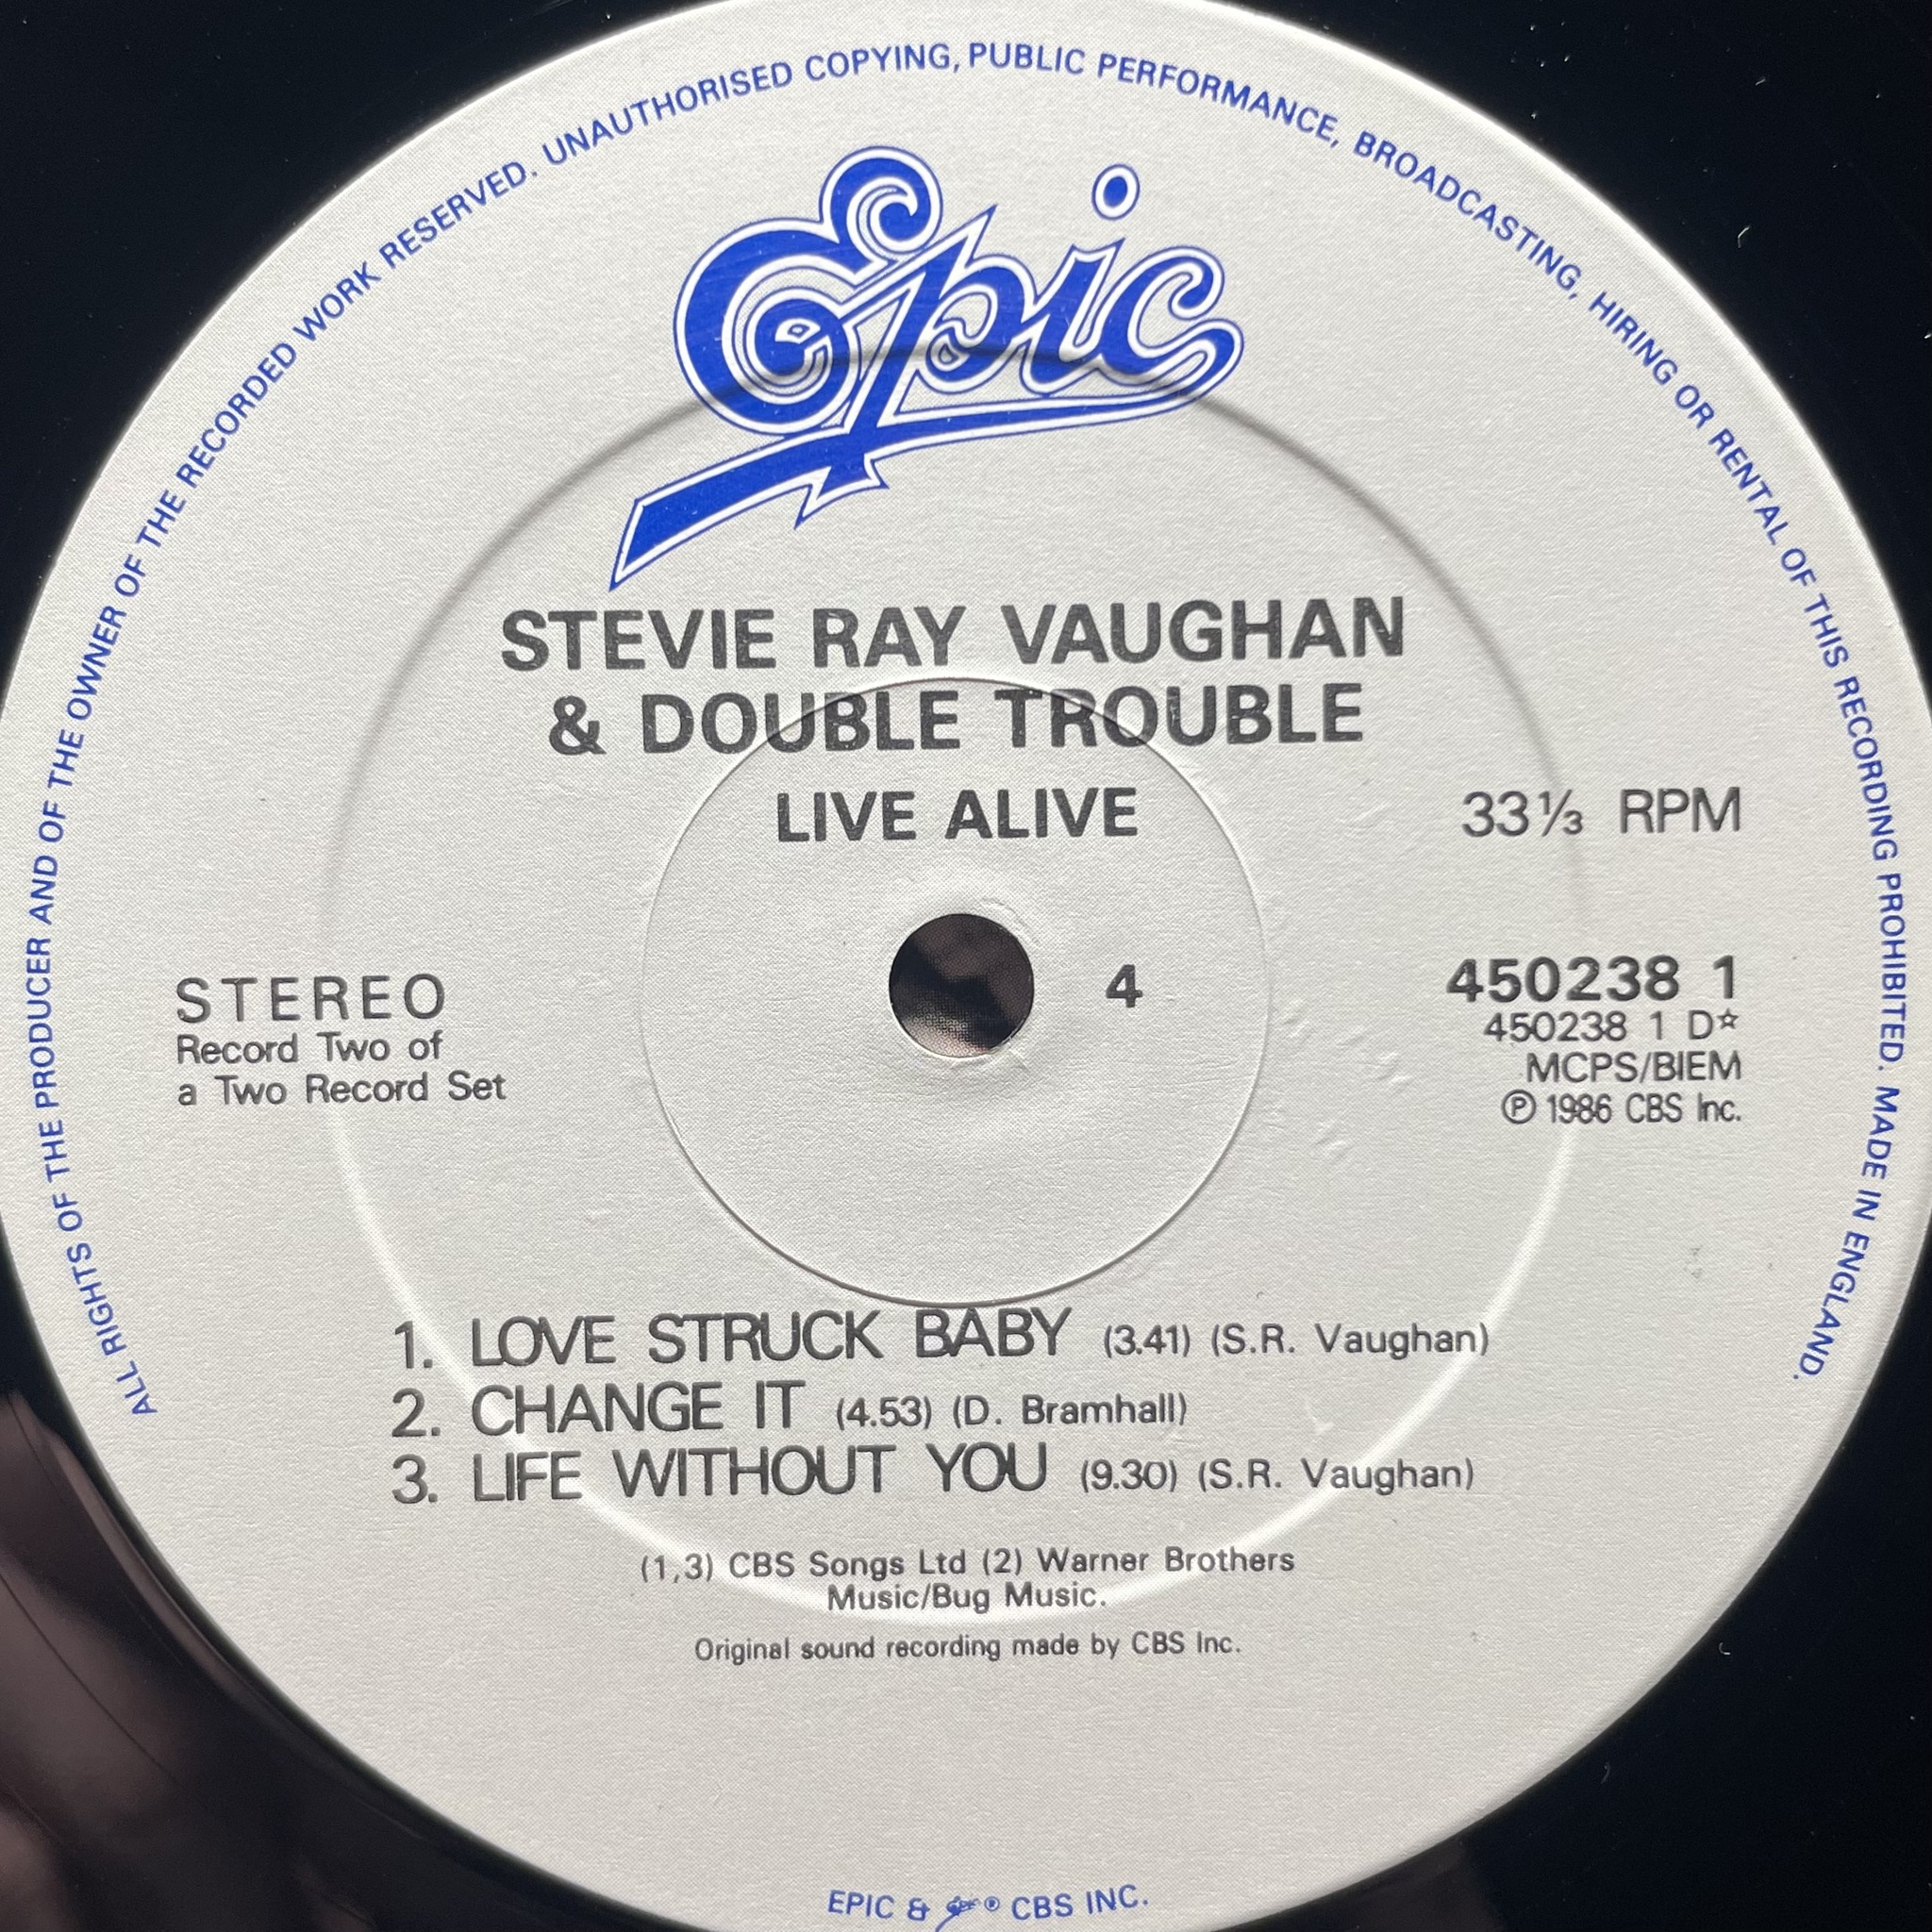 ALL RIGHTS OF THE PRODUCER AND OF THE OWNER OF THE RECORDED WORK RESERVED. UNAUTHORISED COPYING, PUBLIC PERFORMANCE, BROADCASTING, HIRING OR RENTAL OF THIS RECORDING PROHIBITED. MADE IN ENGLAND.
Epic
STEVIE RAY VAUGHAN
& DOUBLE TROUBLE
LIVE ALIVE
33⅓ RPM
STEREO
Record Two of
a Two Record Set
4
450238 1
450238 1 D☆
MCPS/BIEM
℗ 1986 CBS Inc.
1. LOVE STRUCK BABY (3.41) (S.R. Vaughan)
2. CHANGE IT (4.53) (D. Bramhall)
3. LIFE WITHOUT YOU (9.30) (S.R. Vaughan)
(1,3) CBS Songs Ltd (2) Warner Brothers
Music/Bug Music.
Original sound recording made by CBS Inc.
EPIC & Epic ® CBS INC.